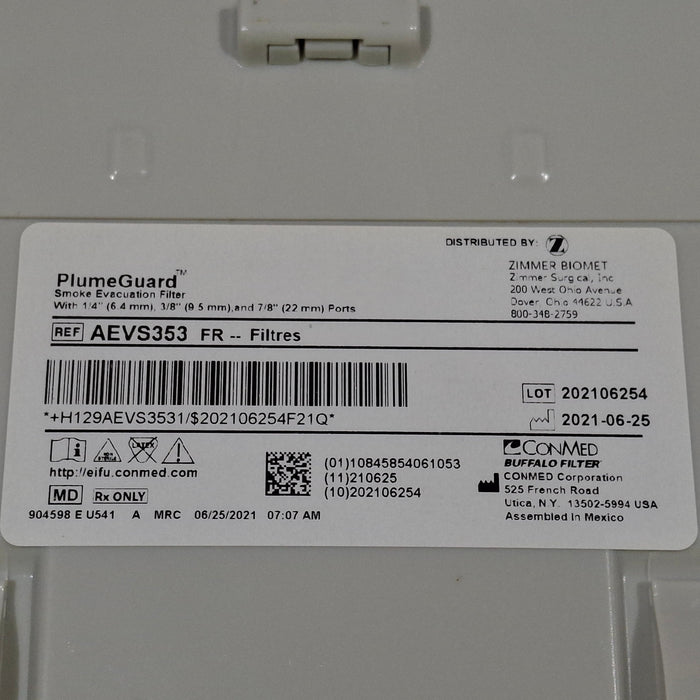 DISTRIBUTED BY: Z
ZIMMER BIOMET
Zimmer Surgical, Inc
200 West Ohio Avenue
Dover, Ohio 44622 U.S.A
800-348-2759
PlumeGuard™
Smoke Evacuation Filter
With 1/4" (6.4 mm), 3/8" (9.5 mm),and 7/8" (22 mm) Ports
REF AEVS353 FR -- Filtres
*+H129AEVS3531/$202106254F21Q*
LOT 202106254
2021-06-25
http://eifu.conmed.com
MD Rx ONLY
(01)10845854061053
(11)210625
(10)202106254
CONMED
BUFFALO FILTER
CONMED Corporation
525 French Road
Utica, N.Y. 13502-5994 USA
Assembled In Mexico
904598 E U541 A MRC 06/25/2021 07:07 AM